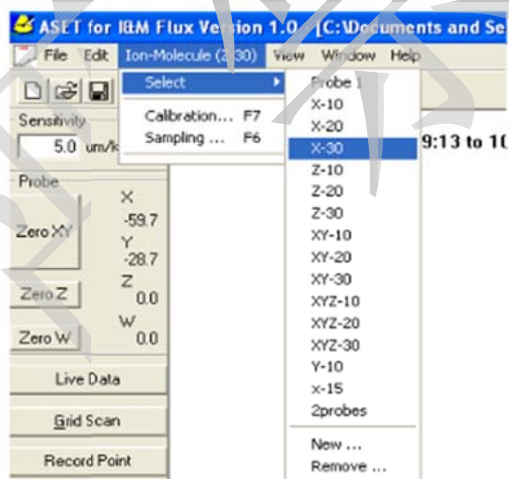 ASET for I&M Flux Version 1.0 - [C:\Documents and Se
File Edit Ion-Molecule (Z-30) View Window Help
Select
Calibration... F7
Sampling ... F6
Probe 1
X-10
X-20
X-30
Z-10
Z-20
Z-30
XY-10
XY-20
XY-30
XYZ-10
XYZ-20
XYZ-30
Y-10
x-15
2probes
New ...
Remove ...
9:13 to 10
Sensitivity
5.0 um/
Probe
Zero XY
X
-59.7
Y
-28.7
Zero Z
Z
0.0
Zero W
W
0.0
Live Data
Grid Scan
Record Point